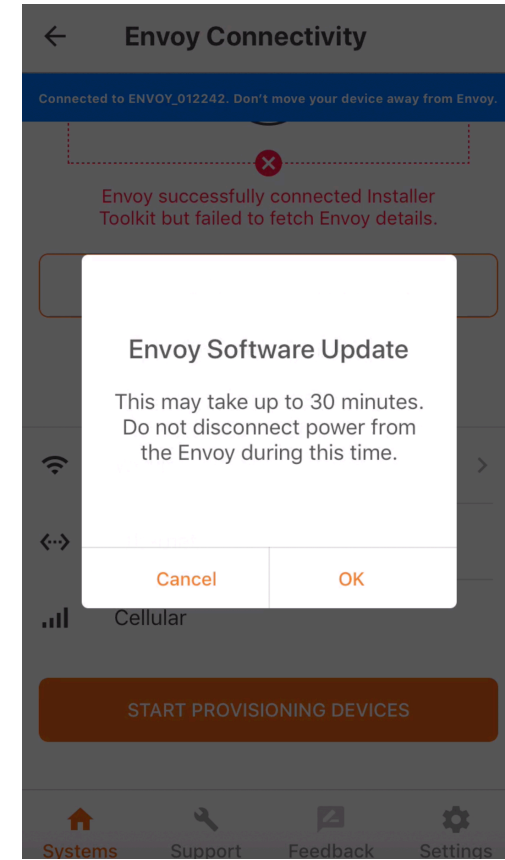 Envoy Connectivity
Connected to ENVOY_012242. Don't move your device away from Envoy.
Envoy successfully connected Installer
Toolkit but failed to fetch Envoy details.
Envoy Software Update
This may take up to 30 minutes.
Do not disconnect power from
the Envoy during this time.
Cancel
OK
Cellular
START PROVISIONING DEVICES
Systems
Support
Feedback
Settings